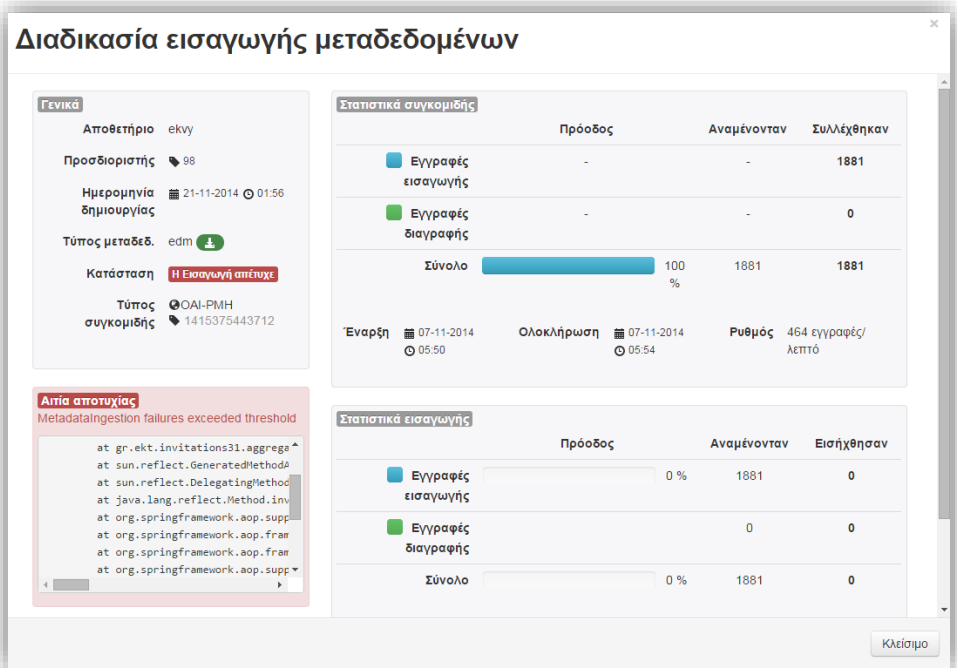 Διαδικασία εισαγωγής μεταδεδομένων
×
Γενικά
Αποθετήριο ekvy
Προσδιοριστής 98
Ημερομηνία 21-11-2014 01:56
δημιουργίας
Τύπος μεταδεδ. edm
Κατάσταση Η Εισαγωγή απέτυχε
Τύπος OAI-PMH
συγκομιδής 1415375443712
Αιτία αποτυχίας
MetadataIngestion failures exceeded threshold
at gr.ekt.invitations31.aggrega
at sun.reflect.GeneratedMethodA
at sun.reflect.DelegatingMethod
at java.lang.reflect.Method.inv
at org.springframework.aop.supp
at org.springframework.aop.fram
at org.springframework.aop.fram
at org.springframework.aop.supp
Στατιστικά συγκομιδής
Πρόοδος Αναμένονταν Συλλέχθηκαν
Εγγραφές - - 1881
εισαγωγής
Εγγραφές - - 0
διαγραφής
Σύνολο 100 1881 1881
%
Έναρξη 07-11-2014 Ολοκλήρωση 07-11-2014 Ρυθμός 464 εγγραφές/
05:50 05:54 λεπτό
Στατιστικά εισαγωγής
Πρόοδος Αναμένονταν Εισήχθησαν
Εγγραφές 0 % 1881 0
εισαγωγής
Εγγραφές 0 0
διαγραφής
Σύνολο 0 % 1881 0
Κλείσιμο